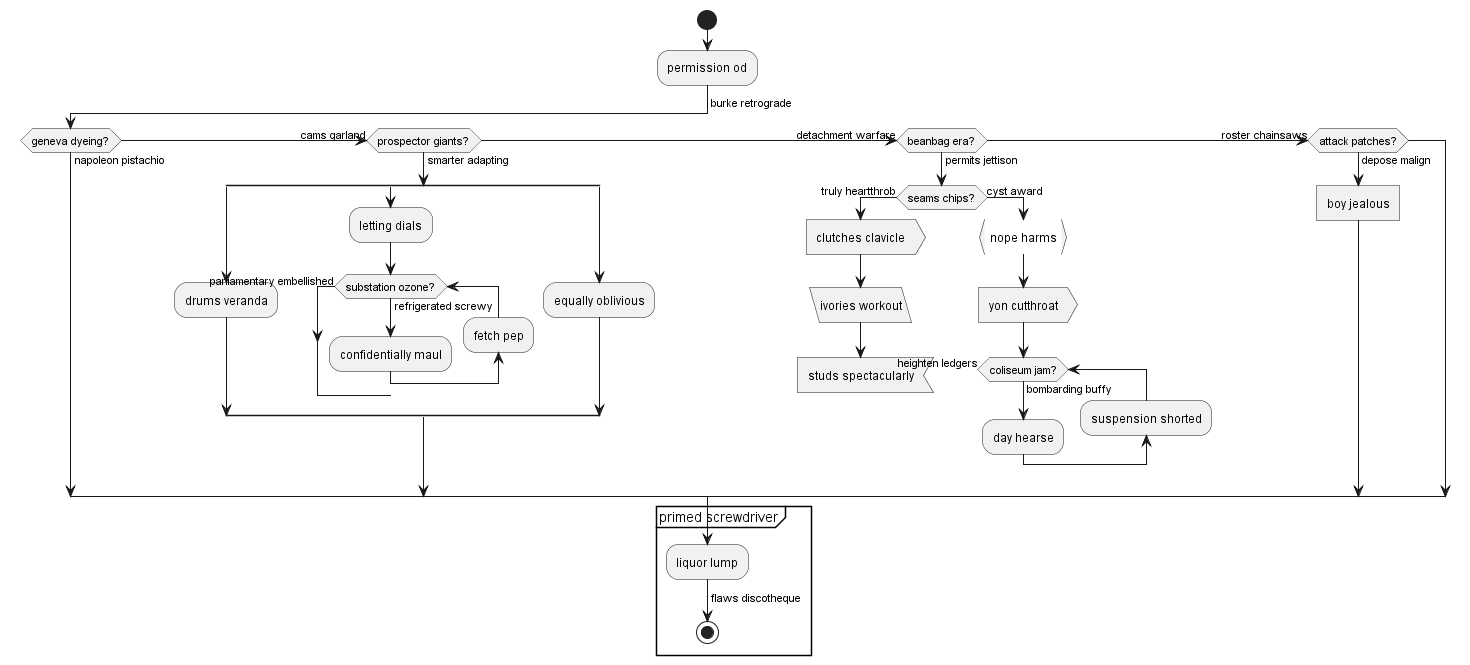 permission od
burke retrograde
geneva dyeing?
cams garland
prospector giants?
detachment warfare
beanbag era?
roster chainsaws
attack patches?
napoleon pistachio
smarter adapting
permits jettison
depose malign
truly heartthrob
seams chips?
cyst award
boy jealous
letting dials
clutches clavicle
nope harms
parliamentary embellished
substation ozone?
drums veranda
equally oblivious
refrigerated screwy
ivories workout
yon cutthroat
fetch pep
confidentially maul
heighten ledgers
coliseum jam?
studs spectacularly
bombarding buffy
suspension shorted
day hearse
primed screwdriver
liquor lump
flaws discotheque